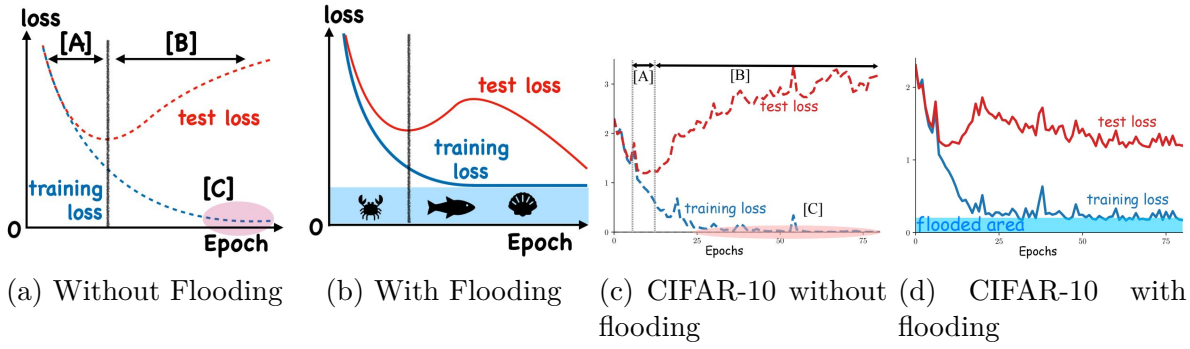 loss
[A]
[B]
test loss
training
loss
[C]
0
Epoch
(a) Without Flooding
loss
test loss
training
loss
0
Epoch
(b) With Flooding
[A]
[B]
3
test loss
2
1
training loss
[C]
0
0
25
50
75
Epochs
(c) CIFAR-10 without
flooding
2
test loss
1
training loss
flooded area
0
0
25
50
75
Epochs
(d) CIFAR-10 with
flooding